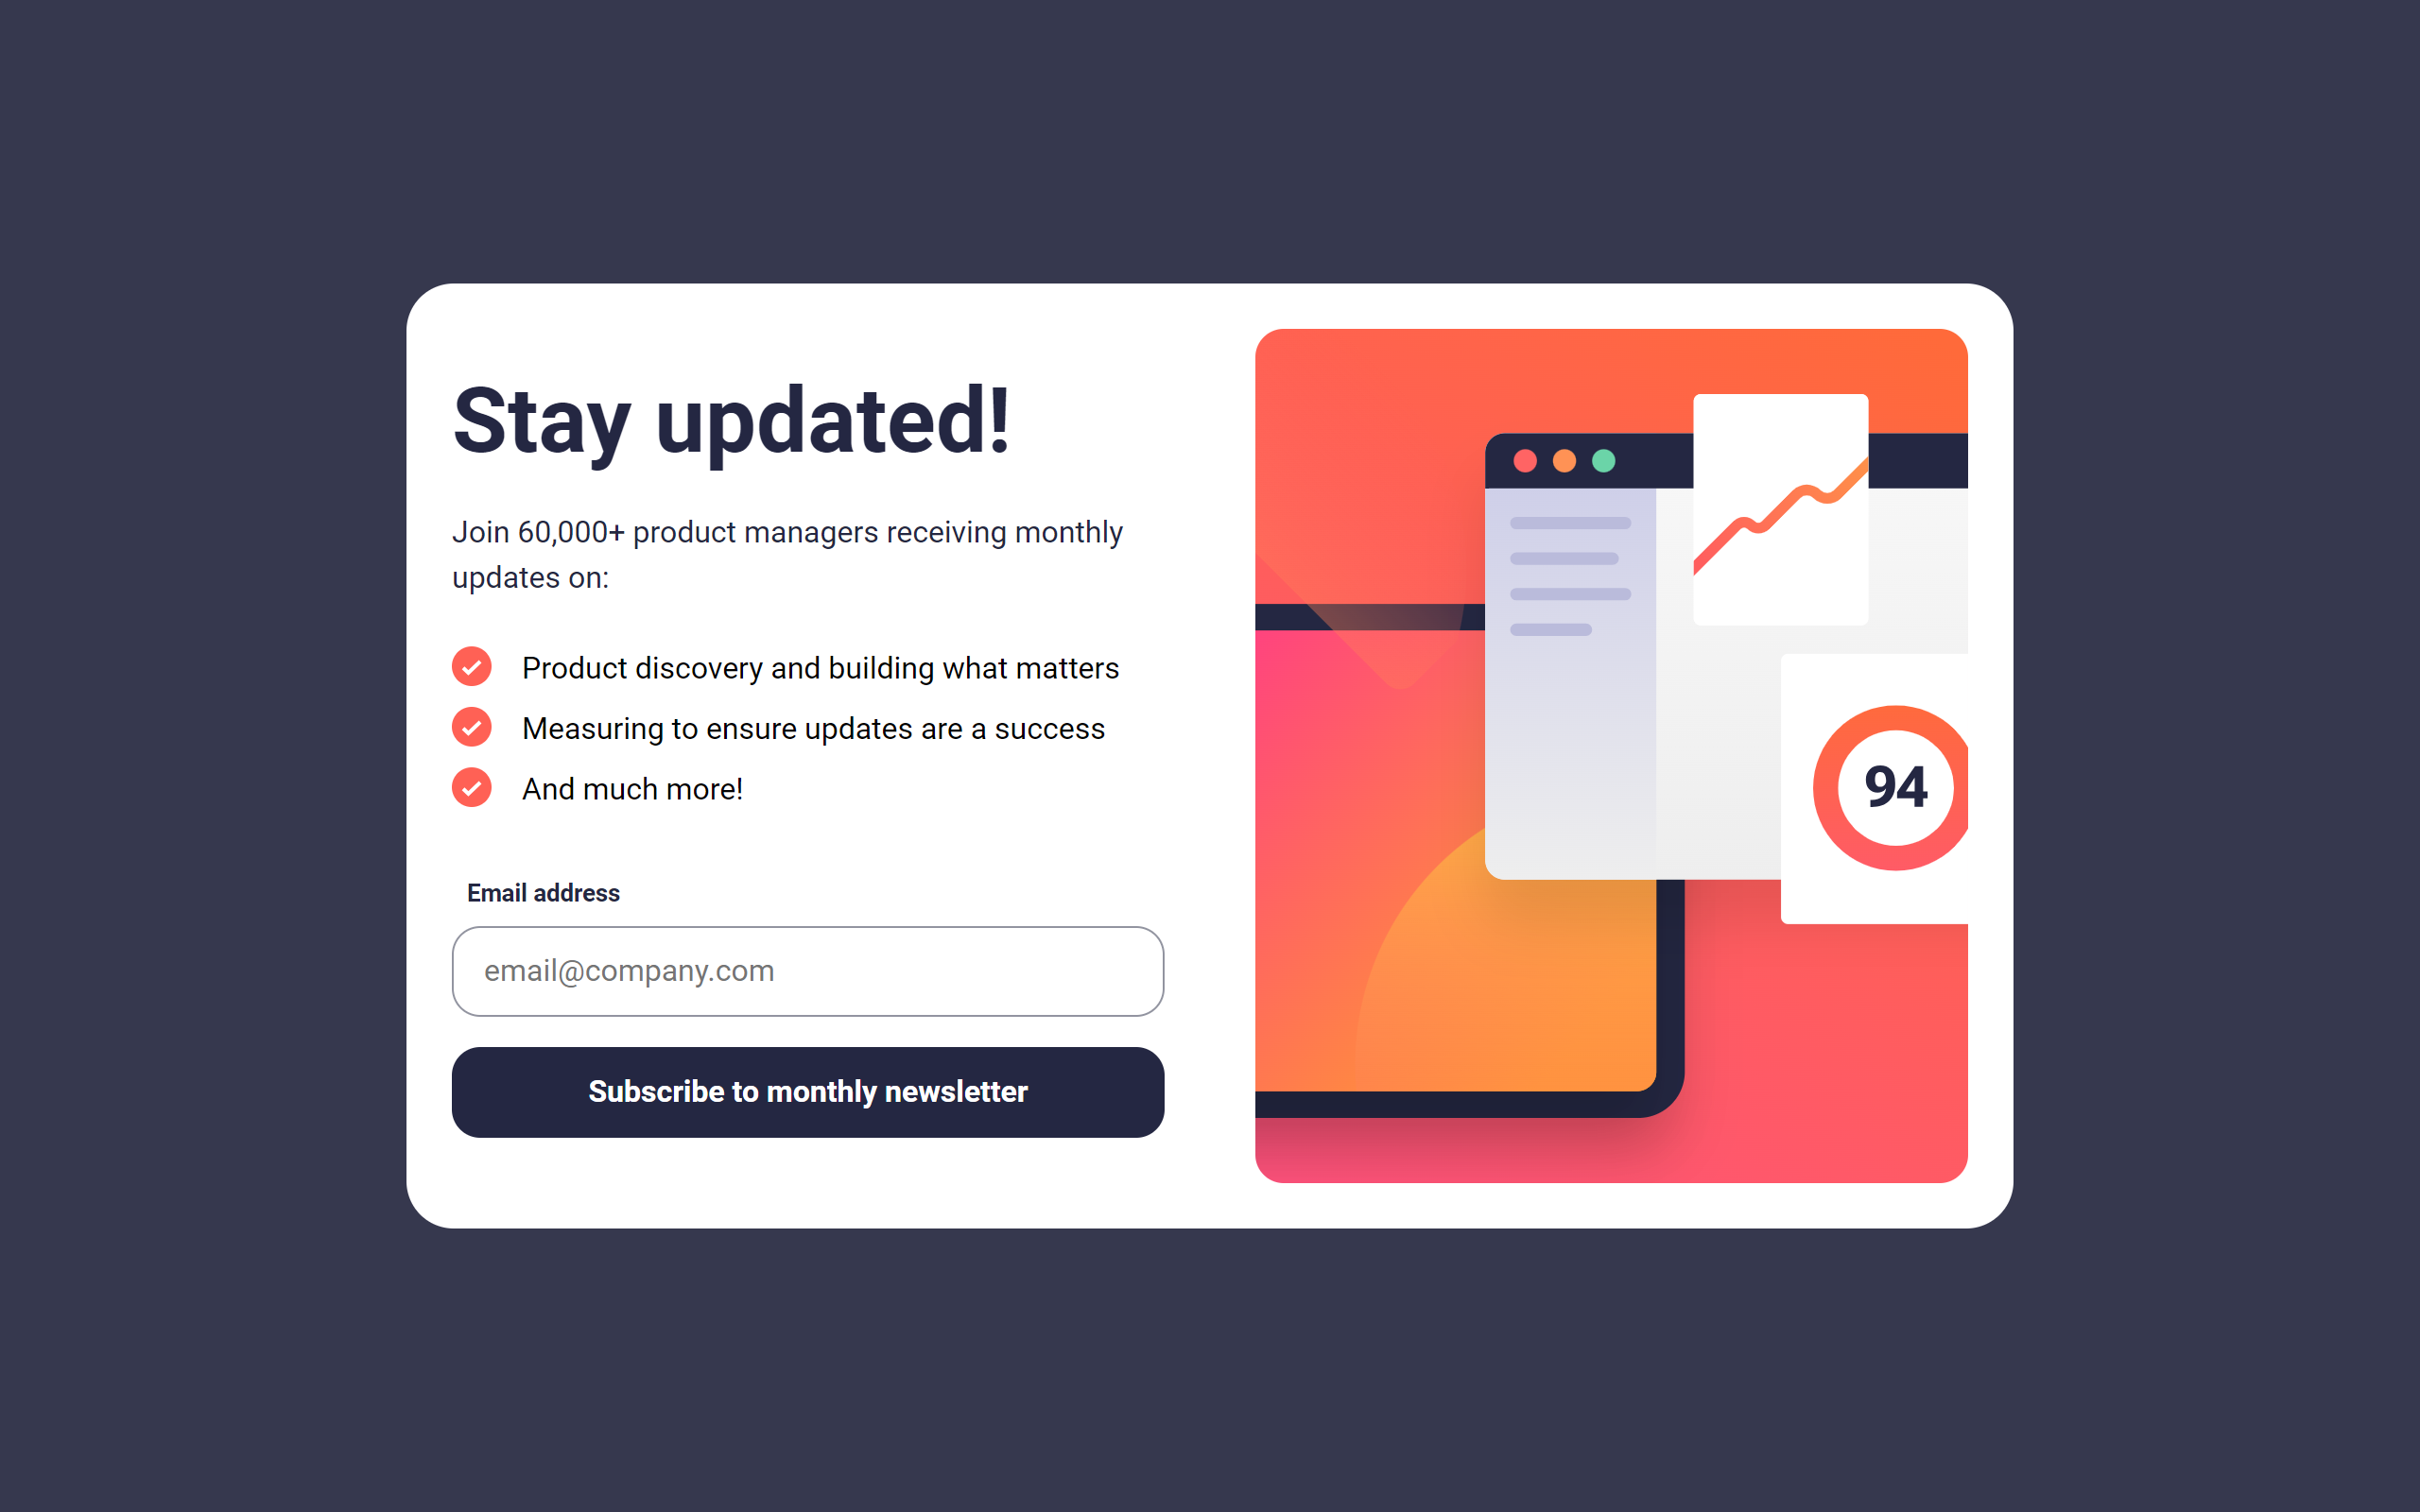 Stay updated!
Join 60,000+ product managers receiving monthly
updates on:
Product discovery and building what matters
Measuring to ensure updates are a success
And much more!
Email address
email@company.com
Subscribe to monthly newsletter
94